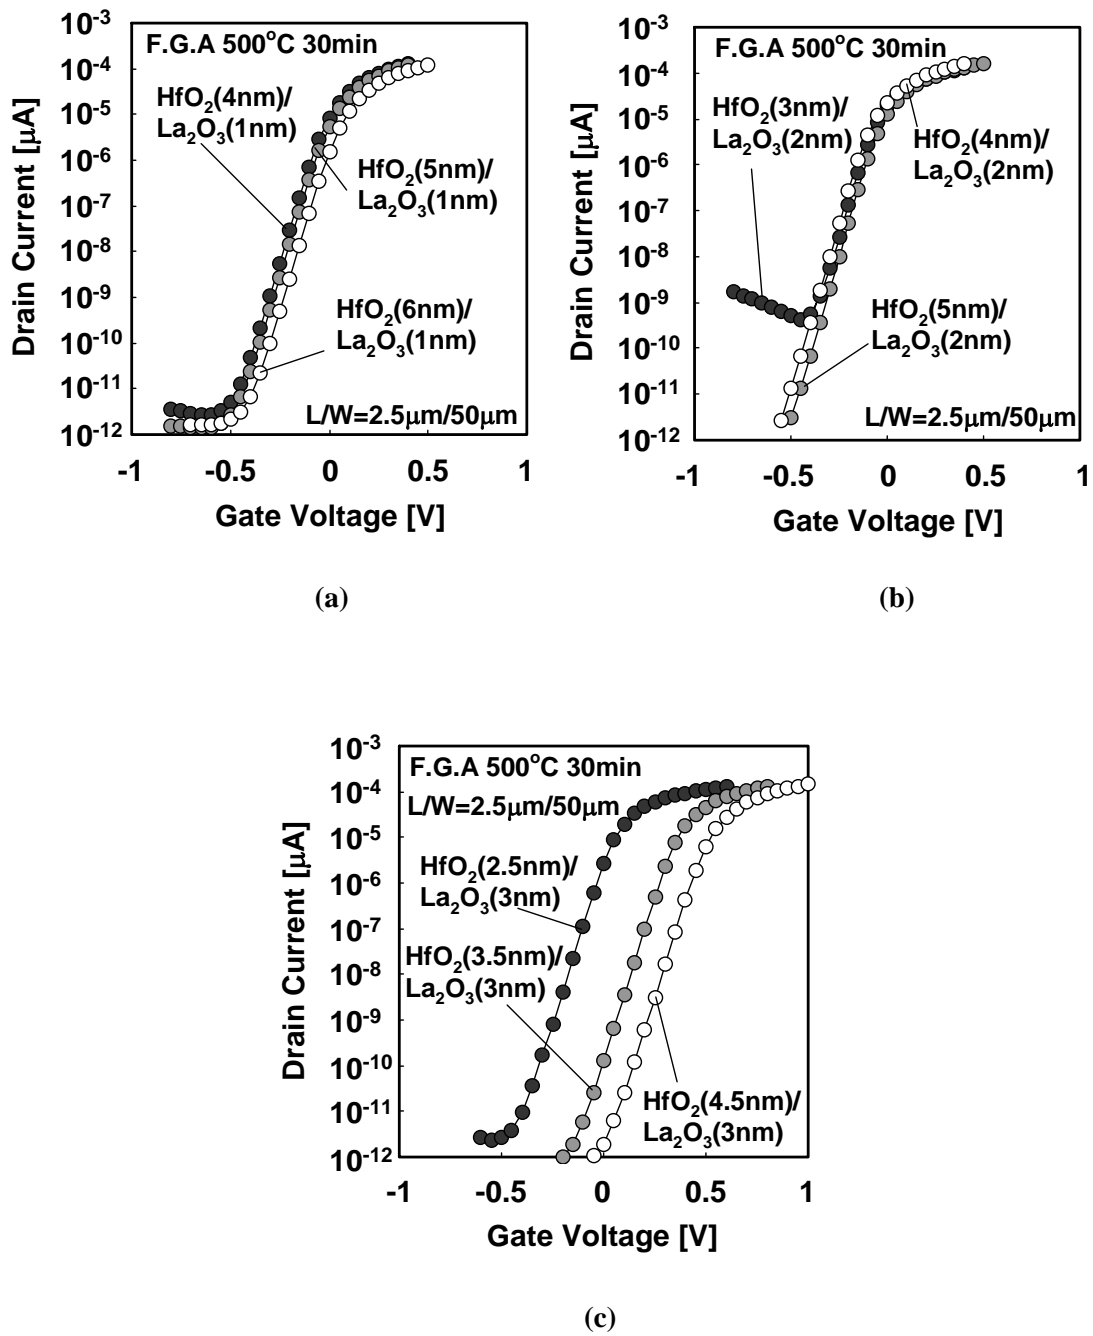 10⁻³
10⁻⁴
10⁻⁵
10⁻⁶
10⁻⁷
10⁻⁸
10⁻⁹
10⁻¹⁰
10⁻¹¹
10⁻¹²
Drain Current [μA]
F.G.A 500°C 30min
HfO₂(4nm)/
La₂O₃(1nm)
HfO₂(5nm)/
La₂O₃(1nm)
HfO₂(6nm)/
La₂O₃(1nm)
L/W=2.5μm/50μm
-1 -0.5 0 0.5 1
Gate Voltage [V]
(a)
10⁻³
10⁻⁴
10⁻⁵
10⁻⁶
10⁻⁷
10⁻⁸
10⁻⁹
10⁻¹⁰
10⁻¹¹
10⁻¹²
Drain Current [μA]
F.G.A 500°C 30min
HfO₂(3nm)/
La₂O₃(2nm)
HfO₂(4nm)/
La₂O₃(2nm)
HfO₂(5nm)/
La₂O₃(2nm)
L/W=2.5μm/50μm
-1 -0.5 0 0.5 1
Gate Voltage [V]
(b)
10⁻³
10⁻⁴
10⁻⁵
10⁻⁶
10⁻⁷
10⁻⁸
10⁻⁹
10⁻¹⁰
10⁻¹¹
10⁻¹²
Drain Current [μA]
F.G.A 500°C 30min
L/W=2.5μm/50μm
HfO₂(2.5nm)/
La₂O₃(3nm)
HfO₂(3.5nm)/
La₂O₃(3nm)
HfO₂(4.5nm)/
La₂O₃(3nm)
-1 -0.5 0 0.5 1
Gate Voltage [V]
(c)